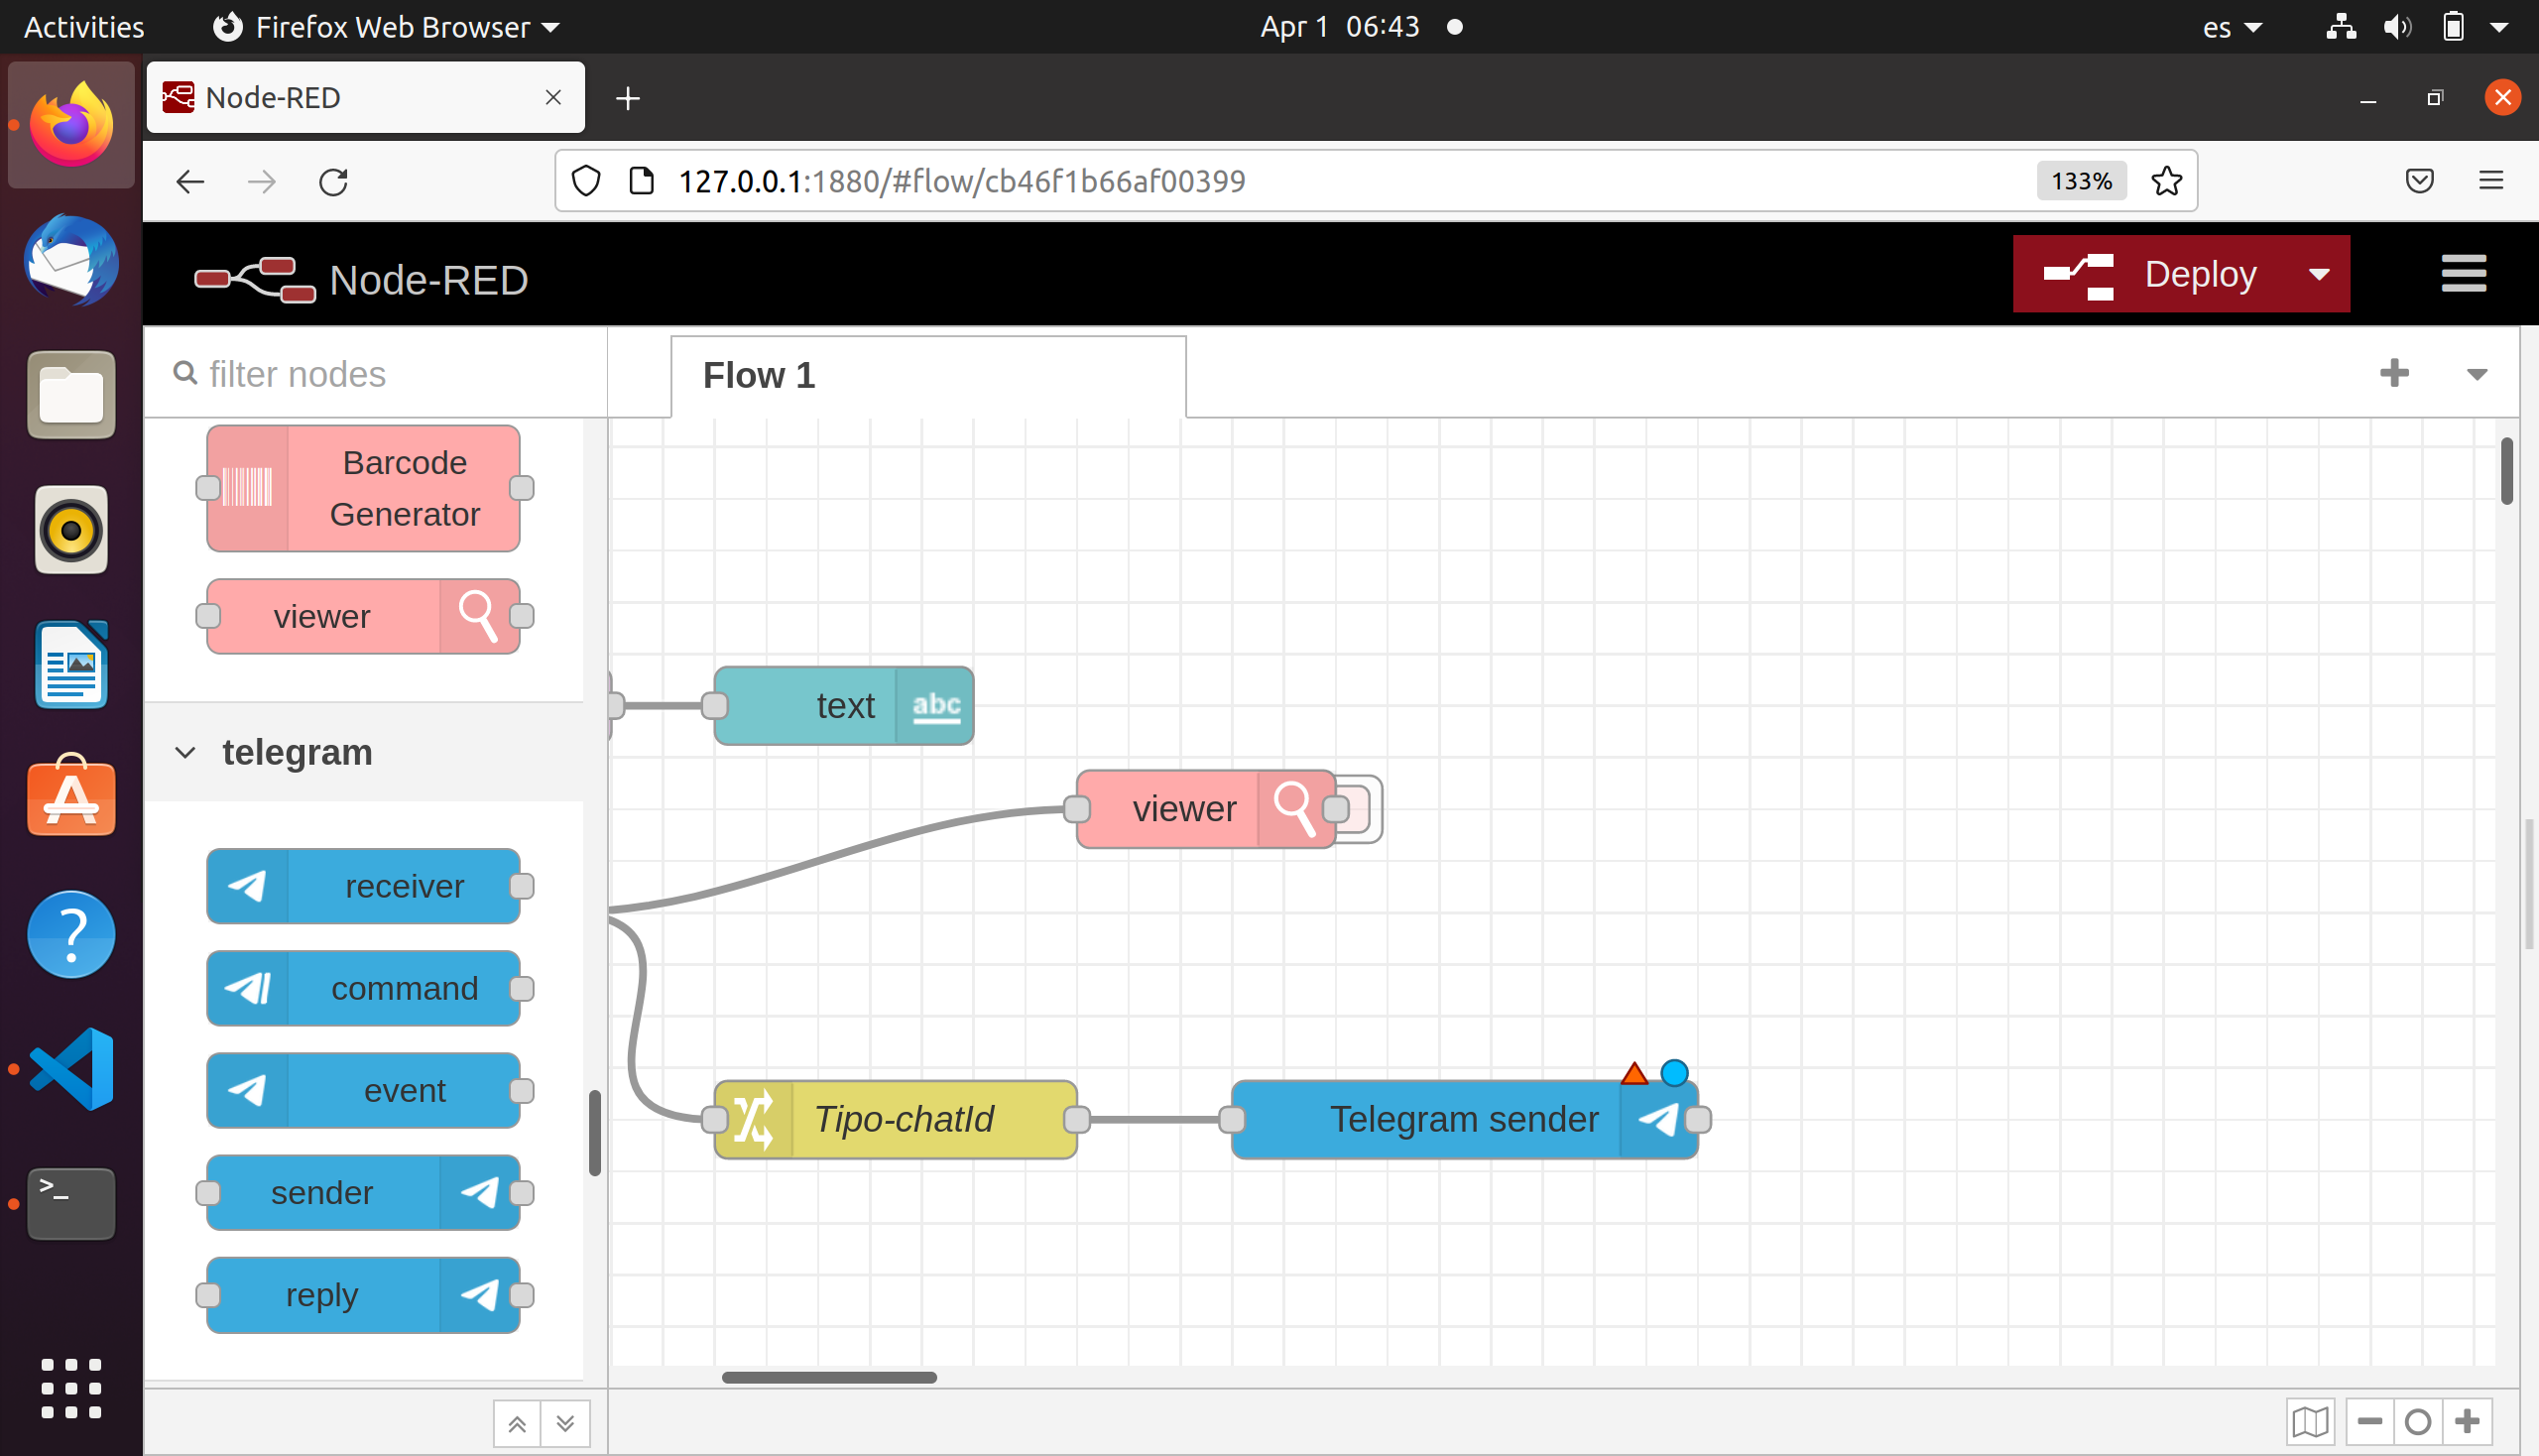 Activities
Firefox Web Browser
Apr 1 06:43
es
Node-RED
127.0.0.1:1880/#flow/cb46f1b66af00399
133%
Node-RED
Deploy
filter nodes
Flow 1
Barcode
Generator
viewer
text
abc
telegram
viewer
receiver
command
event
Tipo-chatId
Telegram sender
sender
reply